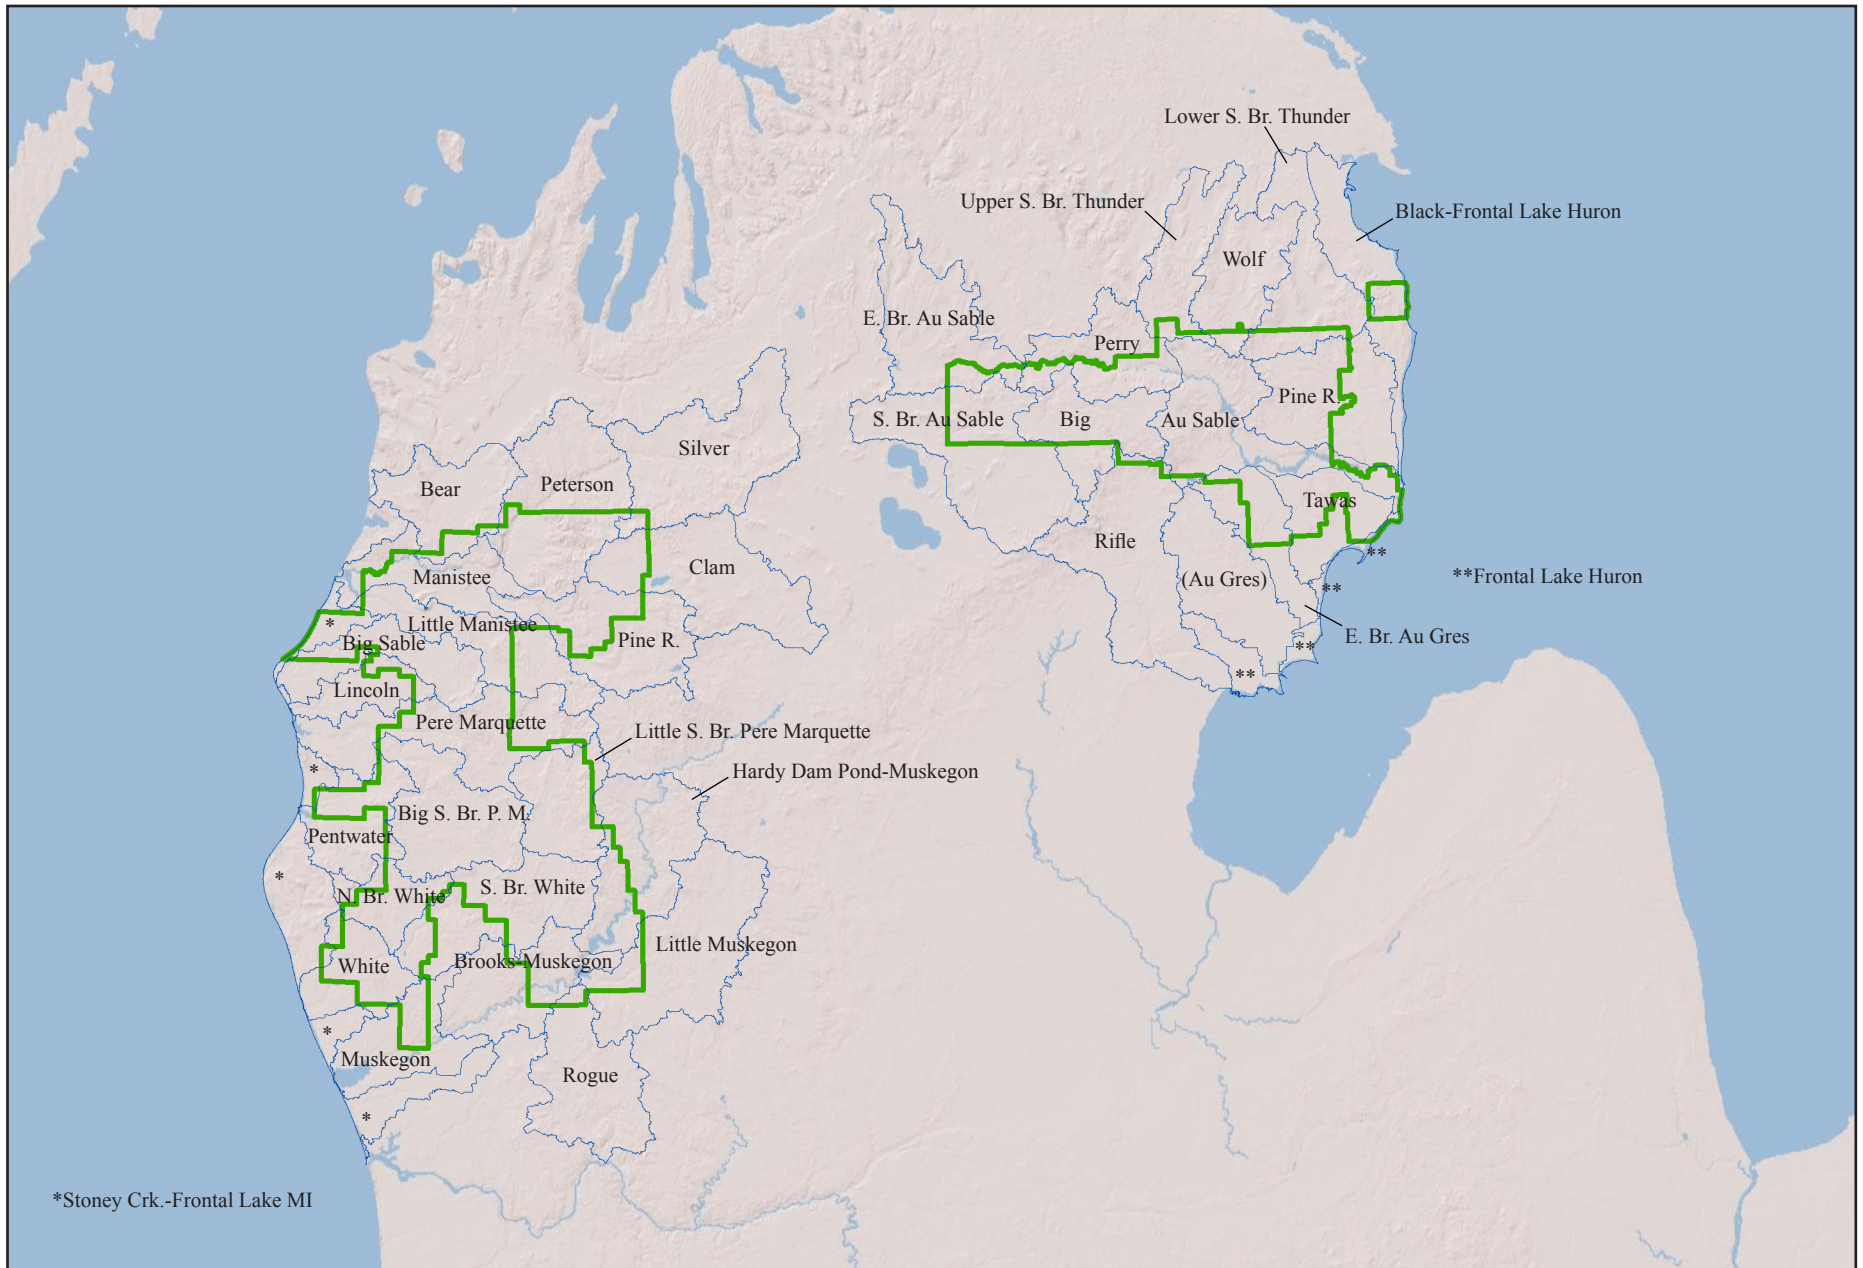 Lower S. Br. Thunder
Upper S. Br. Thunder
Black-Frontal Lake Huron
Wolf
E. Br. Au Sable
Perry
Pine R.
S. Br. Au Sable
Big
Au Sable
Silver
Bear
Peterson
Tawas
Rifle
**
Clam
Manistee
(Au Gres)
**Frontal Lake Huron
**
*
Little Manistee
Big Sable
Pine R.
E. Br. Au Gres
**
**
Lincoln
Pere Marquette
Little S. Br. Pere Marquette
*
Hardy Dam Pond-Muskegon
Big S. Br. P. M.
Pentwater
*
N. Br. White
S. Br. White
Little Muskegon
White
Brooks-Muskegon
*
Muskegon
Rogue
*
*Stoney Crk.-Frontal Lake MI